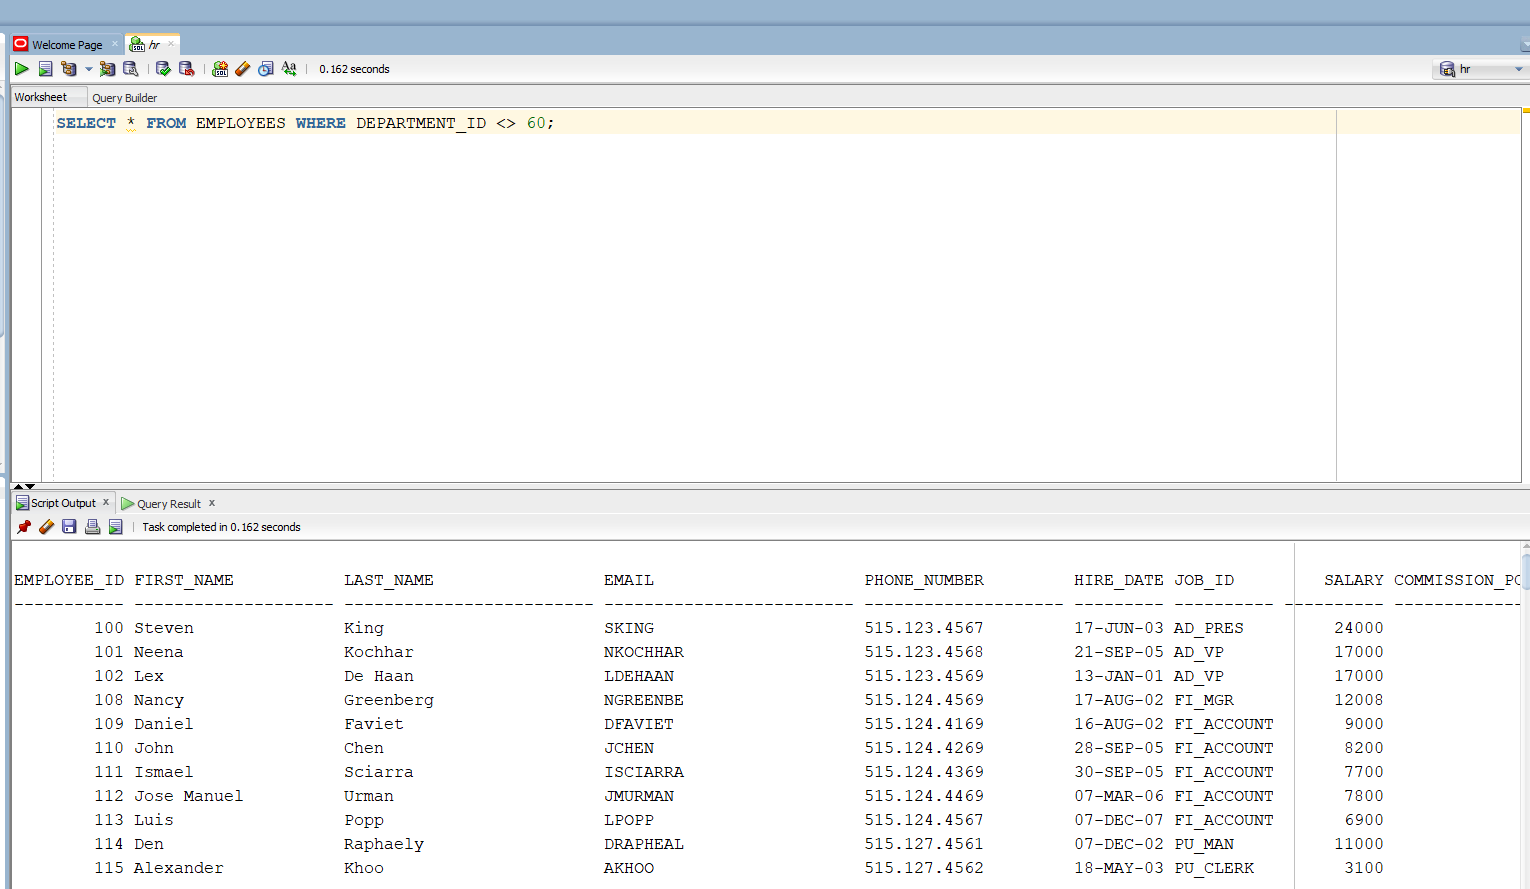 Welcome Page hr
0.162 seconds hr
Worksheet Query Builder
SELECT * FROM EMPLOYEES WHERE DEPARTMENT_ID <> 60;
Script Output x Query Result x
Task completed in 0.162 seconds
EMPLOYEE_ID FIRST_NAME LAST_NAME EMAIL PHONE_NUMBER HIRE_DATE JOB_ID SALARY COMMISSION_PC
----------- -------------------- ------------------------- ------------------------- -------------------- --------- ---------- ---------- -------------
100 Steven King SKING 515.123.4567 17-JUN-03 AD_PRES 24000
101 Neena Kochhar NKOCHHAR 515.123.4568 21-SEP-05 AD_VP 17000
102 Lex De Haan LDEHAAN 515.123.4569 13-JAN-01 AD_VP 17000
108 Nancy Greenberg NGREENBE 515.124.4569 17-AUG-02 FI_MGR 12008
109 Daniel Faviet DFAVIET 515.124.4169 16-AUG-02 FI_ACCOUNT 9000
110 John Chen JCHEN 515.124.4269 28-SEP-05 FI_ACCOUNT 8200
111 Ismael Sciarra ISCIARRA 515.124.4369 30-SEP-05 FI_ACCOUNT 7700
112 Jose Manuel Urman JMURMAN 515.124.4469 07-MAR-06 FI_ACCOUNT 7800
113 Luis Popp LPOPP 515.124.4567 07-DEC-07 FI_ACCOUNT 6900
114 Den Raphaely DRAPHEAL 515.127.4561 07-DEC-02 PU_MAN 11000
115 Alexander Khoo AKHOO 515.127.4562 18-MAY-03 PU_CLERK 3100